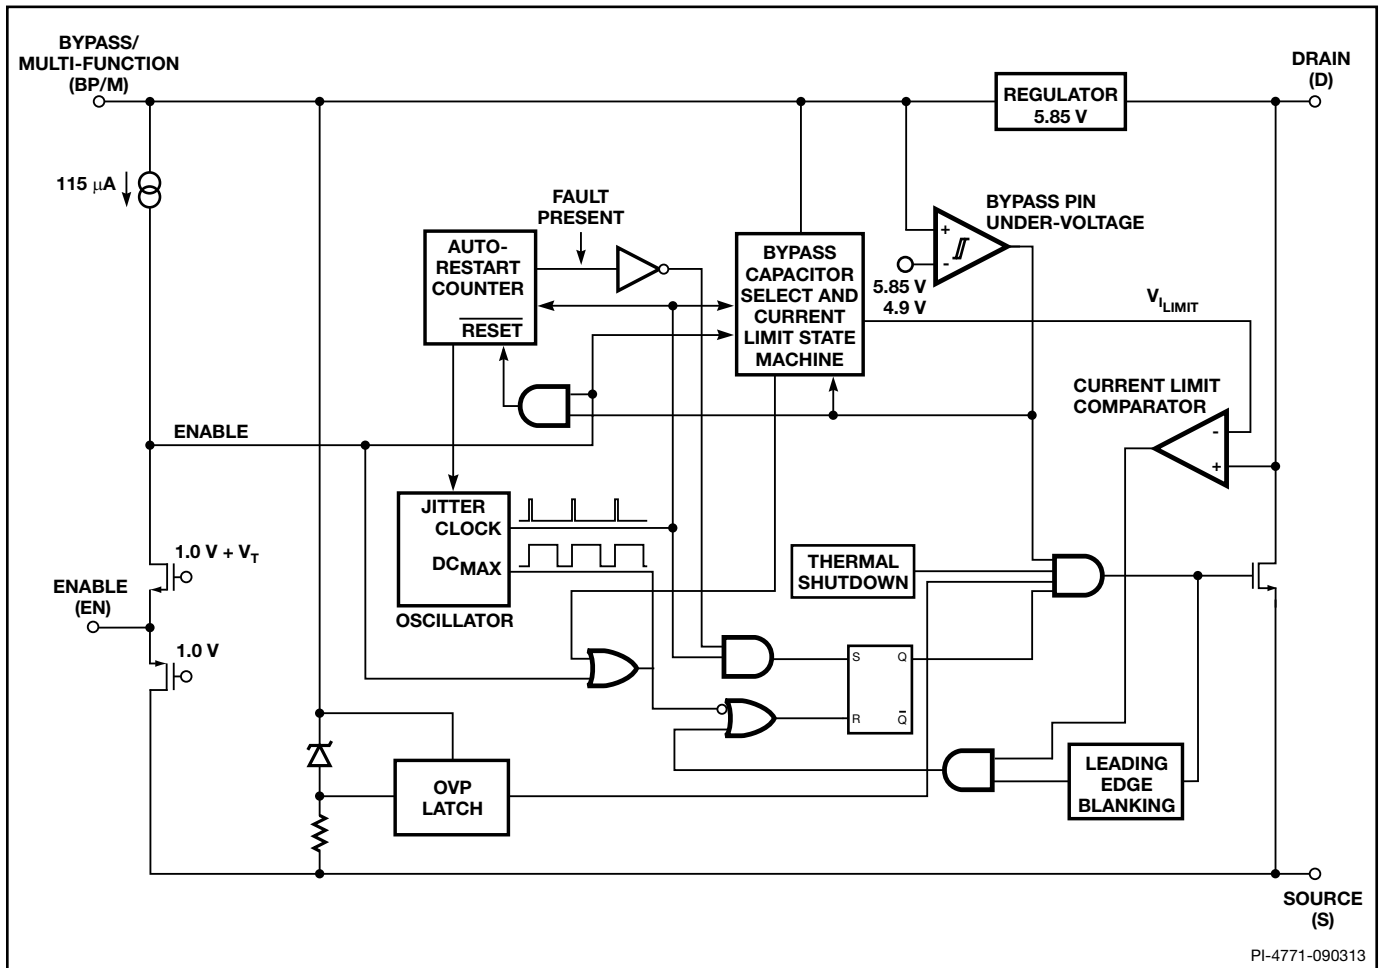 BYPASS/
MULTI-FUNCTION
(BP/M)
DRAIN
(D)
REGULATOR
5.85 V
115 μA
FAULT
PRESENT
BYPASS PIN
UNDER-VOLTAGE
AUTO-
RESTART
COUNTER
RESET
BYPASS
CAPACITOR
SELECT AND
CURRENT
LIMIT STATE
MACHINE
+
-
5.85 V
4.9 V
VILIMIT
CURRENT LIMIT
COMPARATOR
-
+
ENABLE
JITTER
CLOCK
DCMAX
OSCILLATOR
1.0 V + VT
ENABLE
(EN)
1.0 V
THERMAL
SHUTDOWN
S Q
R Q̅
OVP
LATCH
LEADING
EDGE
BLANKING
SOURCE
(S)
PI-4771-090313